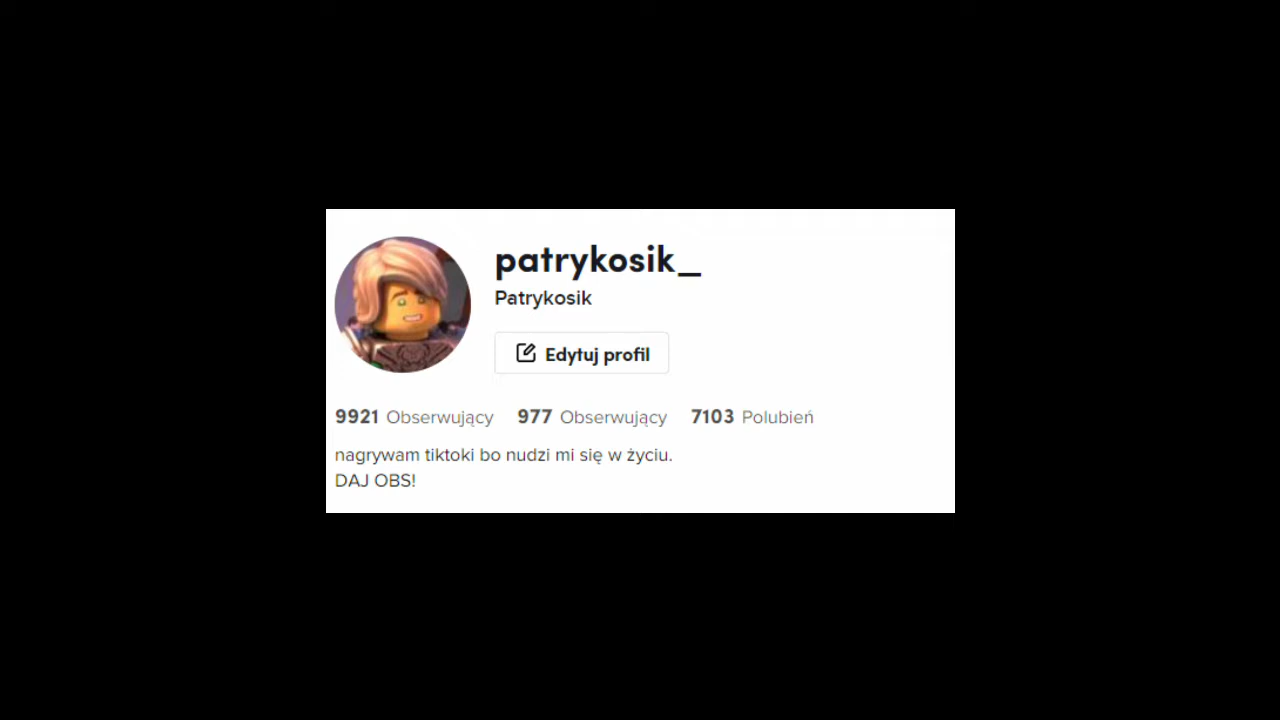 patrykosik_
Patrykosik
Edytuj profil
9921 Obserwujący 977 Obserwujący 7103 Polubień
nagrywam tiktoki bo nudzi mi się w życiu.
DAJ OBS!